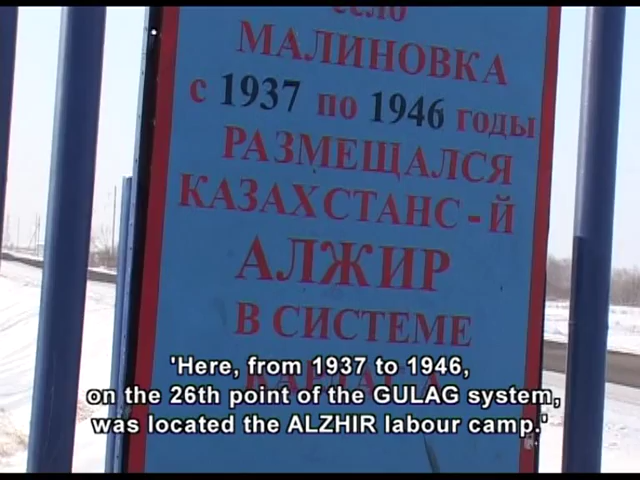 село
МАЛИНОВКА
с 1937 по 1946 годы
РАЗМЕЩАЛСЯ
КАЗАХСТАНС-Й
АЛЖИР
В СИСТЕМЕ
'Here, from 1937 to 1946,
on the 26th point of the GULAG system,
was located the ALZHIR labour camp.'